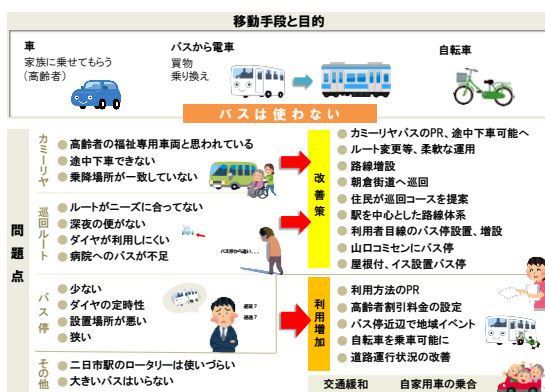 移動手段と目的
車
家族に乗せてもらう
(高齢者)
バスから電車
買物
乗り換え
自転車
バスは使わない
問題点
カミーリヤ
高齢者の福祉専用車両と思われている
途中下車できない
乗降場所が一致していない
巡回ルート
ルートがニーズに合ってない
深夜の便がない
ダイヤが利用しにくい
病院へのバスが不足
バス停から遠い…
バス停
少ない
ダイヤの定時性
設置場所が悪い
狭い
遅延?
その他
二日市駅のロータリーは使いづらい
大きいバスはいらない
改善策
カミーリヤバスのPR、途中下車可能へ
ルート変更等、柔軟な運用
路線増設
朝倉街道へ巡回
住民が巡回コースを提案
駅を中心とした路線体系
利用者目線のバス停設置、増設
山口コミセンにバス停
屋根付、イス設置バス停
利用増加
利用方法のPR
高齢者割引料金の設定
バス停近辺で地域イベント
自転車を乗車可能に
道路運行状況の改善
交通緩和
自家用車の乗合